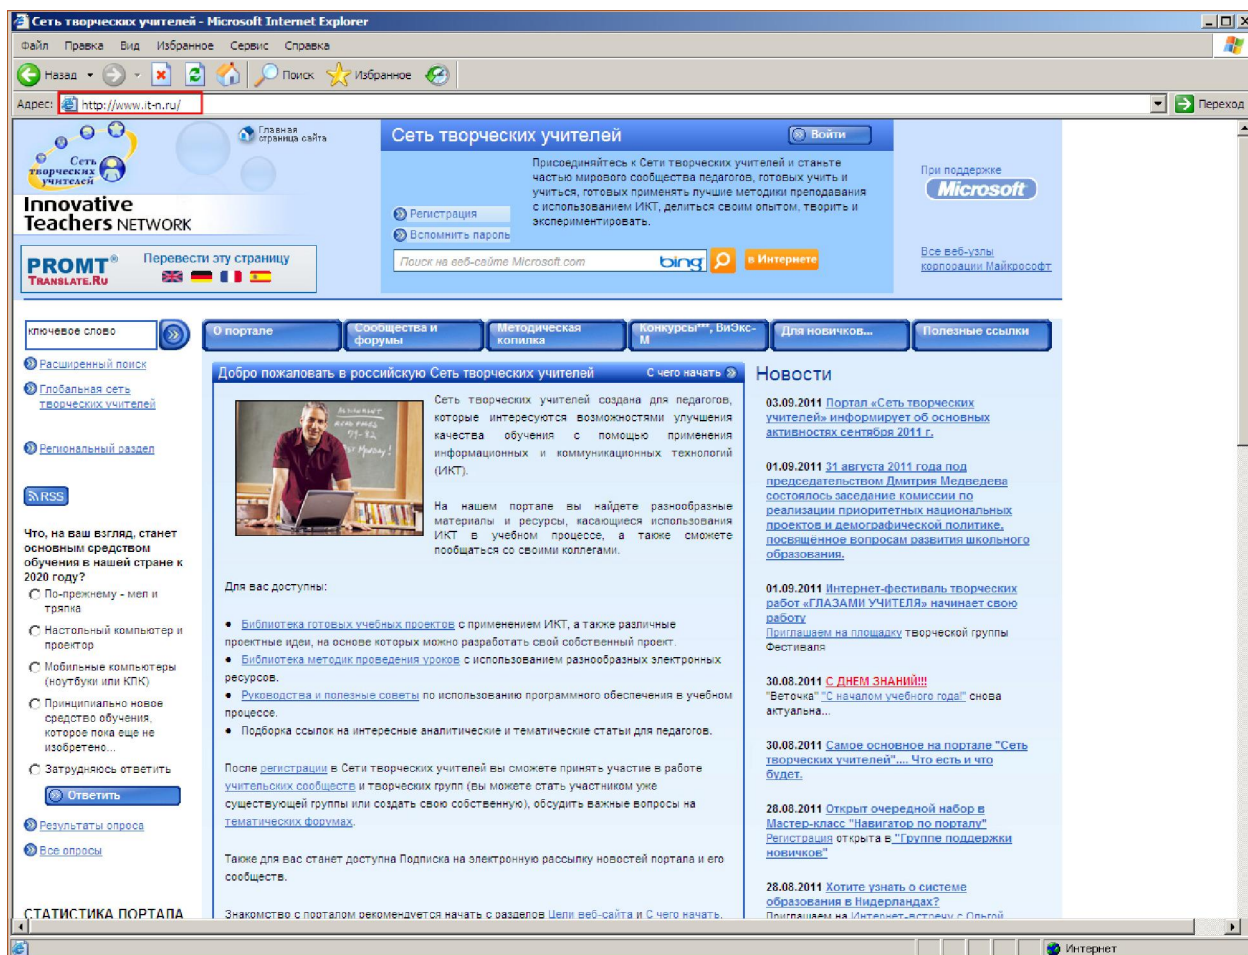 Сеть творческих учителей - Microsoft Internet Explorer
Файл Правка Вид Избранное Сервис Справка
Назад Поиск Избранное
Адрес: http://www.it-n.ru/ Переход
Сеть
творческих
учителей
Innovative
Teachers NETWORK
Главная
страница сайта
PROMT®
TRANSLATE.RU
Перевести эту страницу
Сеть творческих учителей
Войти
Присоединяйтесь к Сети творческих учителей и станьте
частью мирового сообщества педагогов, готовых учить и
учиться, готовых применять лучшие методики преподавания
с использованием ИКТ, делиться своим опытом, творить и
экспериментировать.
Регистрация
Вспомнить пароль
Поиск на веб-сайте Microsoft.com bing в Интернете
При поддержке
Microsoft
Все веб-узлы
корпорации Майкрософт
ключевое слово
Расширенный поиск
Глобальная сеть
творческих учителей
Региональный раздел
RSS
Что, на ваш взгляд, станет
основным средством
обучения в нашей стране к
2020 году?
По-прежнему - мел и
тряпка
Настольный компьютер и
проектор
Мобильные компьютеры
(ноутбуки или КПК)
Принципиально новое
средство обучения,
которое пока еще не
изобретено...
Затрудняюсь ответить
Ответить
Результаты опроса
Все опросы
СТАТИСТИКА ПОРТАЛА
О портале
Сообщества и
форумы
Методическая
копилка
Конкурсы***, ВиЭкс-
М
Для новичков...
Полезные ссылки
Добро пожаловать в российскую Сеть творческих учителей С чего начать
Сеть творческих учителей создана для педагогов,
которые интересуются возможностями улучшения
качества обучения с помощью применения
информационных и коммуникационных технологий
(ИКТ).
На нашем портале вы найдете разнообразные
материалы и ресурсы, касающиеся использования
ИКТ в учебном процессе, а также сможете
пообщаться со своими коллегами.
Для вас доступны:
● Библиотека готовых учебных проектов с применением ИКТ, а также различные
проектные идеи, на основе которых можно разработать свой собственный проект.
● Библиотека методик проведения уроков с использованием разнообразных электронных
ресурсов.
● Руководства и полезные советы по использованию программного обеспечения в учебном
процессе.
● Подборка ссылок на интересные аналитические и тематические статьи для педагогов.
После регистрации в Сети творческих учителей вы сможете принять участие в работе
учительских сообществ и творческих групп (вы можете стать участником уже
существующей группы или создать свою собственную), обсудить важные вопросы на
тематических форумах.
Также для вас станет доступна Подписка на электронную рассылку новостей портала и его
сообществ.
Знакомство с порталом рекомендуется начать с разделов Цели веб-сайта и С чего начать.
Новости
03.09.2011 Портал «Сеть творческих
учителей» информирует об основных
активностях сентября 2011 г.
01.09.2011 31 августа 2011 года под
председательством Дмитрия Медведева
состоялось заседание комиссии по
реализации приоритетных национальных
проектов и демографической политике,
посвящённое вопросам развития школьного
образования.
01.09.2011 Интернет-фестиваль творческих
работ «ГЛАЗАМИ УЧИТЕЛЯ» начинает свою
работу
Приглашаем на площадку творческой группы
Фестиваля
30.08.2011 С ДНЕМ ЗНАНИЙ!!!
"Веточка" "С началом учебного года!" снова
актуальна...
30.08.2011 Самое основное на портале "Сеть
творческих учителей".... Что есть и что
будет.
28.08.2011 Открыт очередной набор в
Мастер-класс "Навигатор по порталу"
Регистрация открыта в "Группе поддержки
новичков"
28.08.2011 Хотите узнать о системе
образования в Нидерландах?
Приглашаем на Интернет-встречу с Ольгой
Интернет